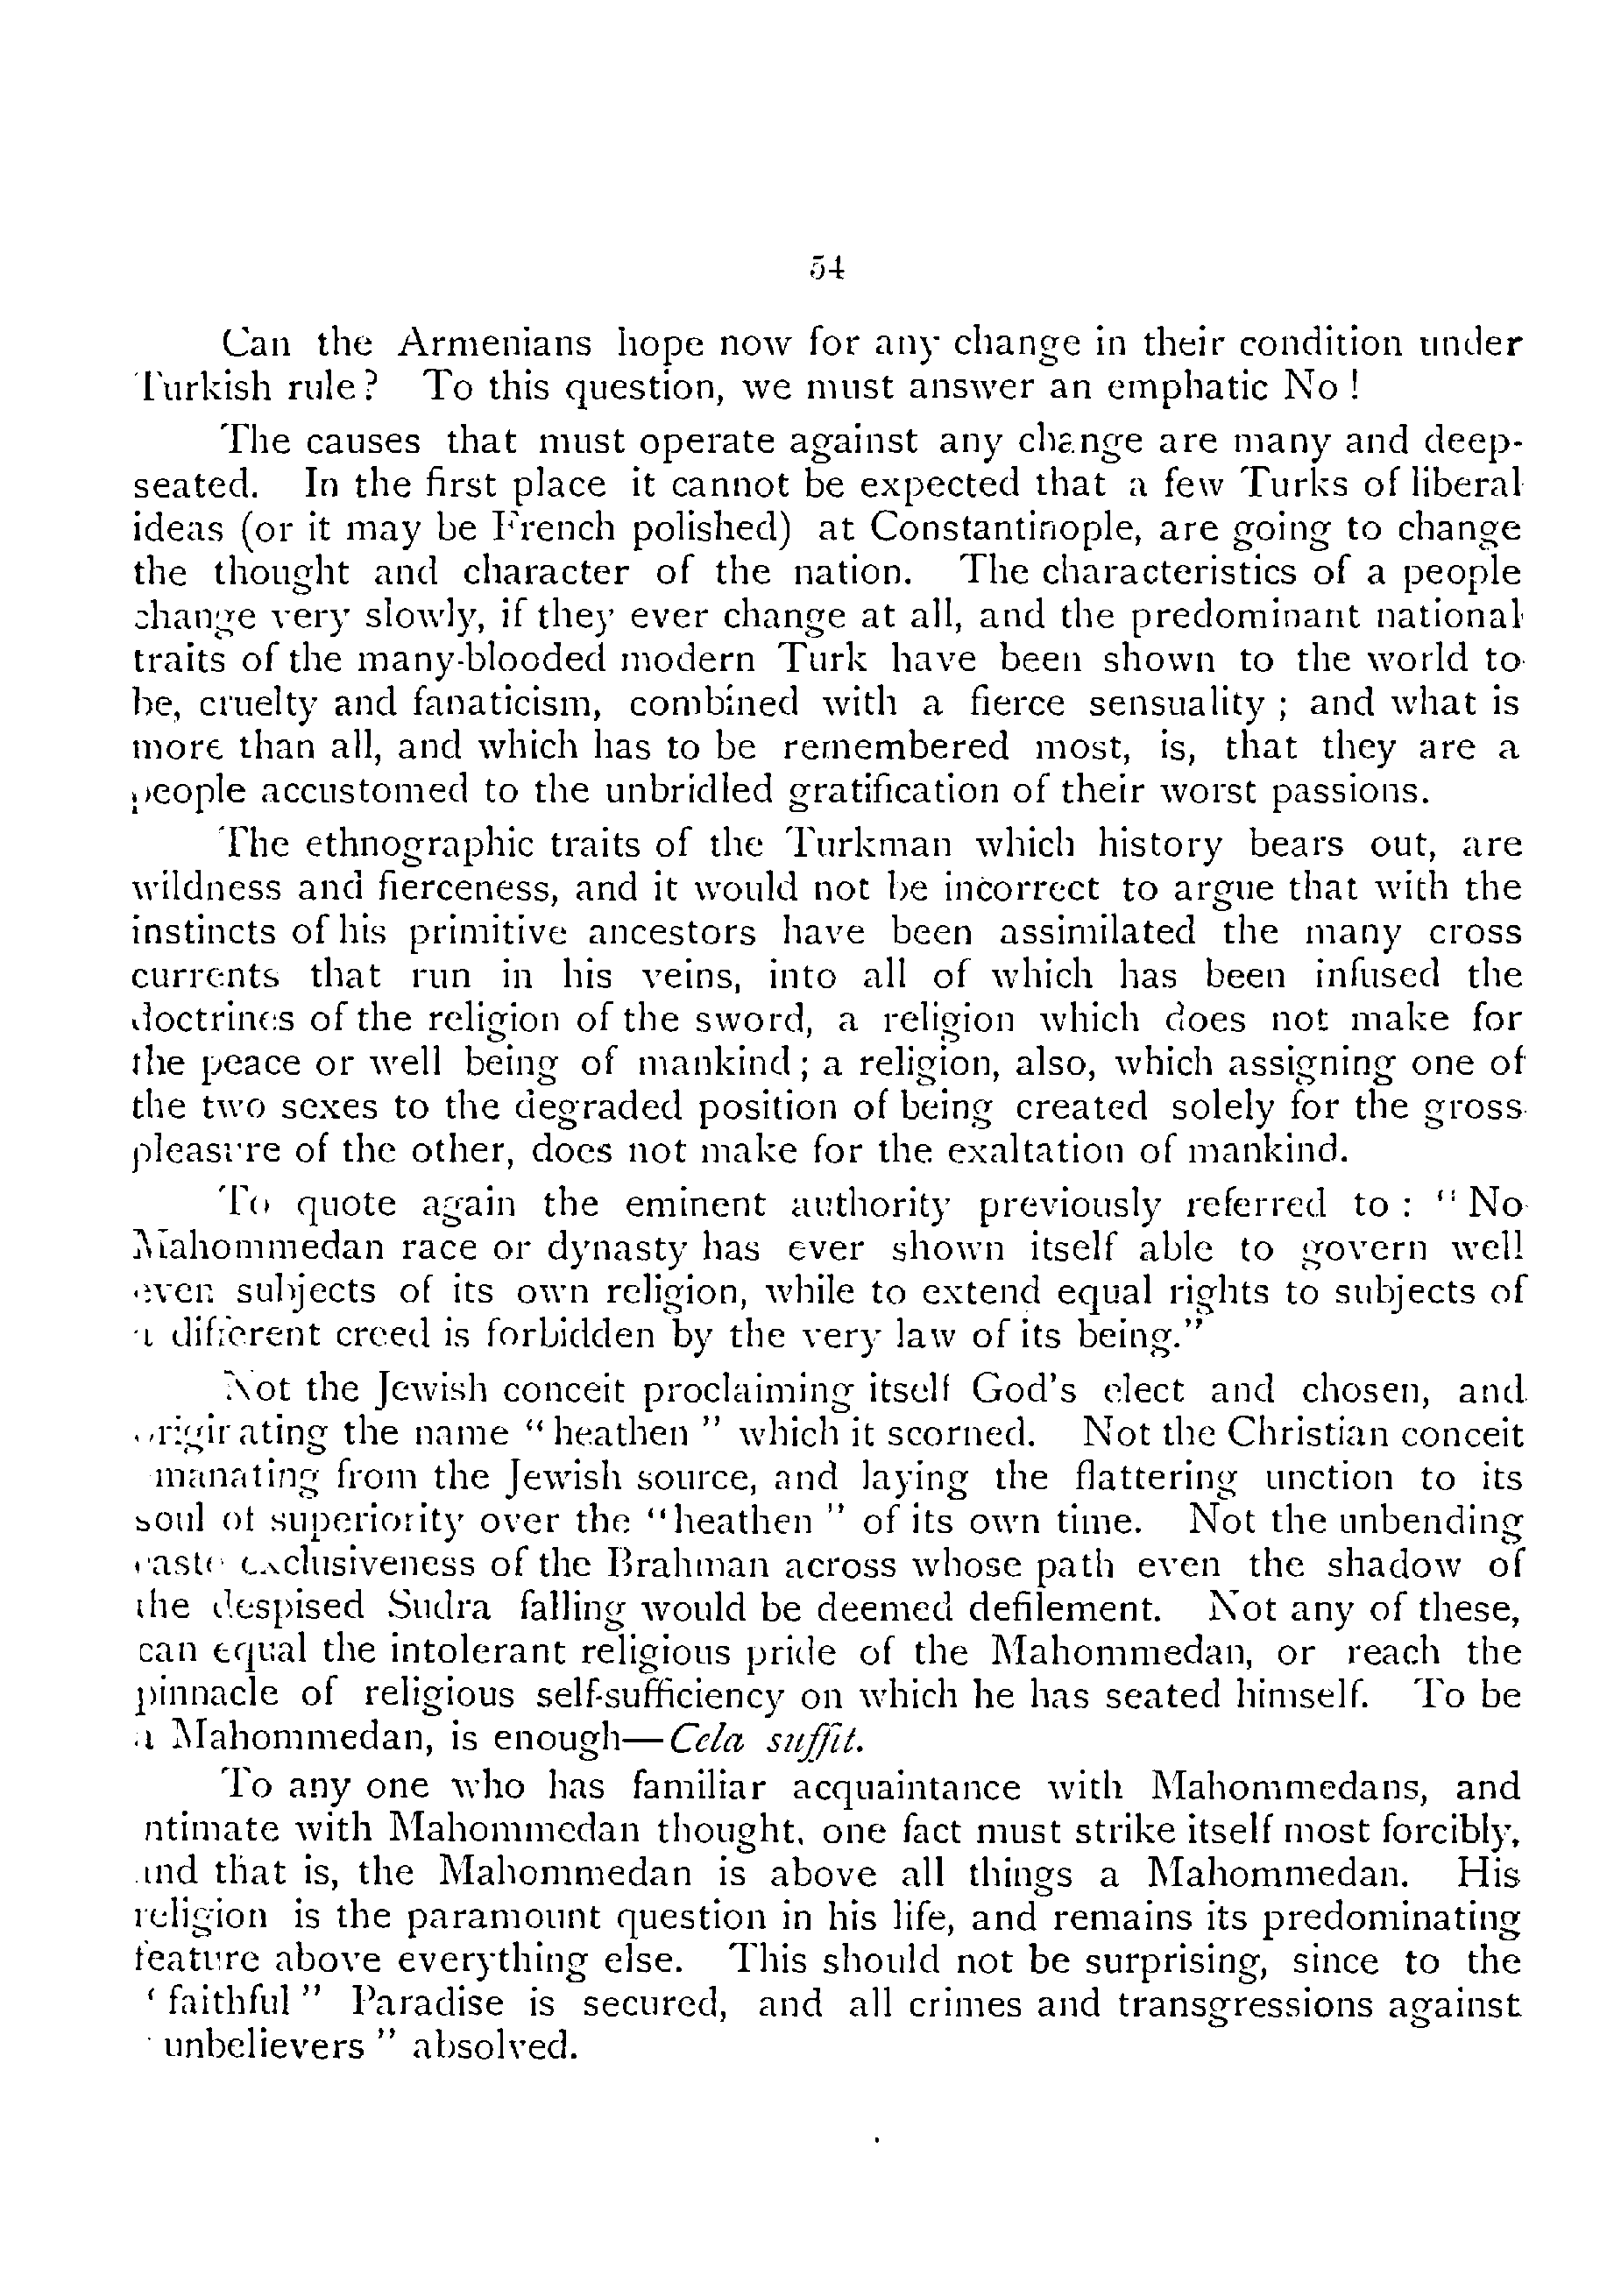 54
Can the Armenians hope now for any change in their condition under
Turkish rule? To this question, we must answer an emphatic No!
The causes that must operate against any change are many and deep-
seated. In the first place it cannot be expected that a few Turks of liberal
ideas (or it may be French polished) at Constantinople, are going to change
the thought and character of the nation. The characteristics of a people
change very slowly, if they ever change at all, and the predominant national
traits of the many-blooded modern Turk have been shown to the world to
be, cruelty and fanaticism, combined with a fierce sensuality; and what is
more than all, and which has to be remembered most, is, that they are a
people accustomed to the unbridled gratification of their worst passions.
The ethnographic traits of the Turkman which history bears out, are
wildness and fierceness, and it would not be incorrect to argue that with the
instincts of his primitive ancestors have been assimilated the many cross
currents that run in his veins, into all of which has been infused the
doctrines of the religion of the sword, a religion which does not make for
the peace or well being of mankind; a religion, also, which assigning one of
the two sexes to the degraded position of being created solely for the gross
pleasure of the other, does not make for the exaltation of mankind.
To quote again the eminent authority previously referred to: "No
Mahommedan race or dynasty has ever shown itself able to govern well
even subjects of its own religion, while to extend equal rights to subjects of
a different creed is forbidden by the very law of its being."
Not the Jewish conceit proclaiming itself God's elect and chosen, and
origirating the name "heathen" which it scorned. Not the Christian conceit
manating from the Jewish source, and laying the flattering unction to its
soul of superiority over the "heathen" of its own time. Not the unbending
caste exclusiveness of the Brahman across whose path even the shadow of
the despised Sudra falling would be deemed defilement. Not any of these,
can equal the intolerant religious pride of the Mahommedan, or reach the
pinnacle of religious self-sufficiency on which he has seated himself. To be
a Mahommedan, is enough—Cela suffit.
To any one who has familiar acquaintance with Mahommedans, and
ntimate with Mahommedan thought, one fact must strike itself most forcibly,
and that is, the Mahommedan is above all things a Mahommedan. His
religion is the paramount question in his life, and remains its predominating
feature above everything else. This should not be surprising, since to the
' faithful" Paradise is secured, and all crimes and transgressions against
unbelievers" absolved.